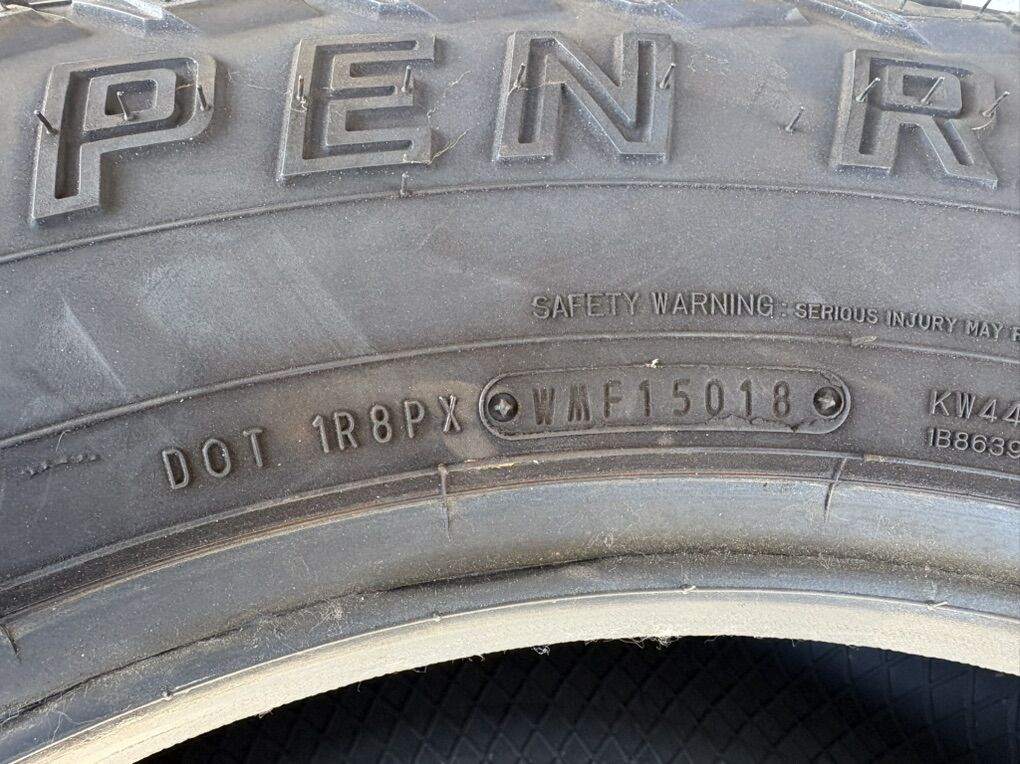 PEN R
SAFETY WARNING: SERIOUS INJURY MAY
DOT 1R8PX WMF15018
KW44
1B8639